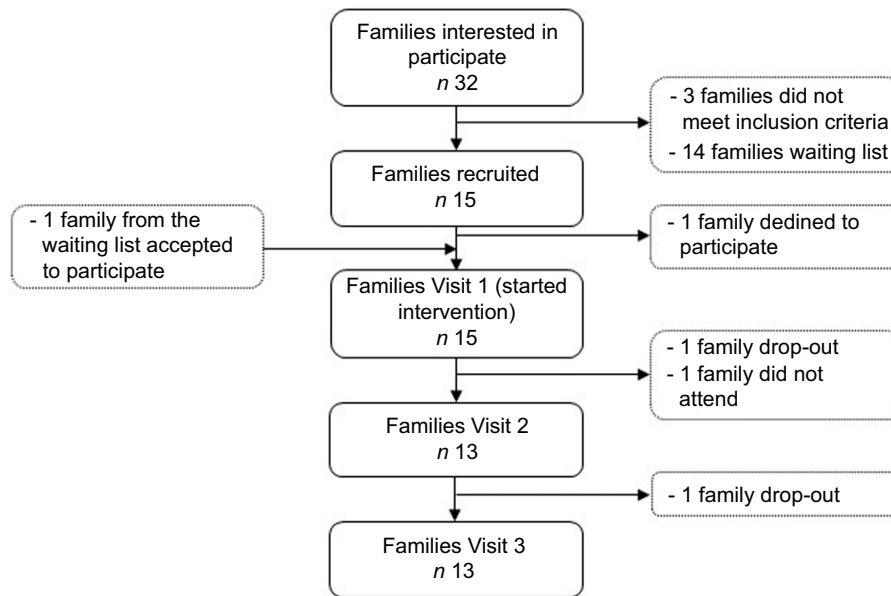 Families interested in
participate
n 32
- 3 families did not
meet inclusion criteria
- 14 families waiting list
Families recruited
n 15
- 1 family from the
waiting list accepted
to participate
- 1 family dedined to
participate
Families Visit 1 (started
intervention)
n 15
- 1 family drop-out
- 1 family did not
attend
Families Visit 2
n 13
- 1 family drop-out
Families Visit 3
n 13